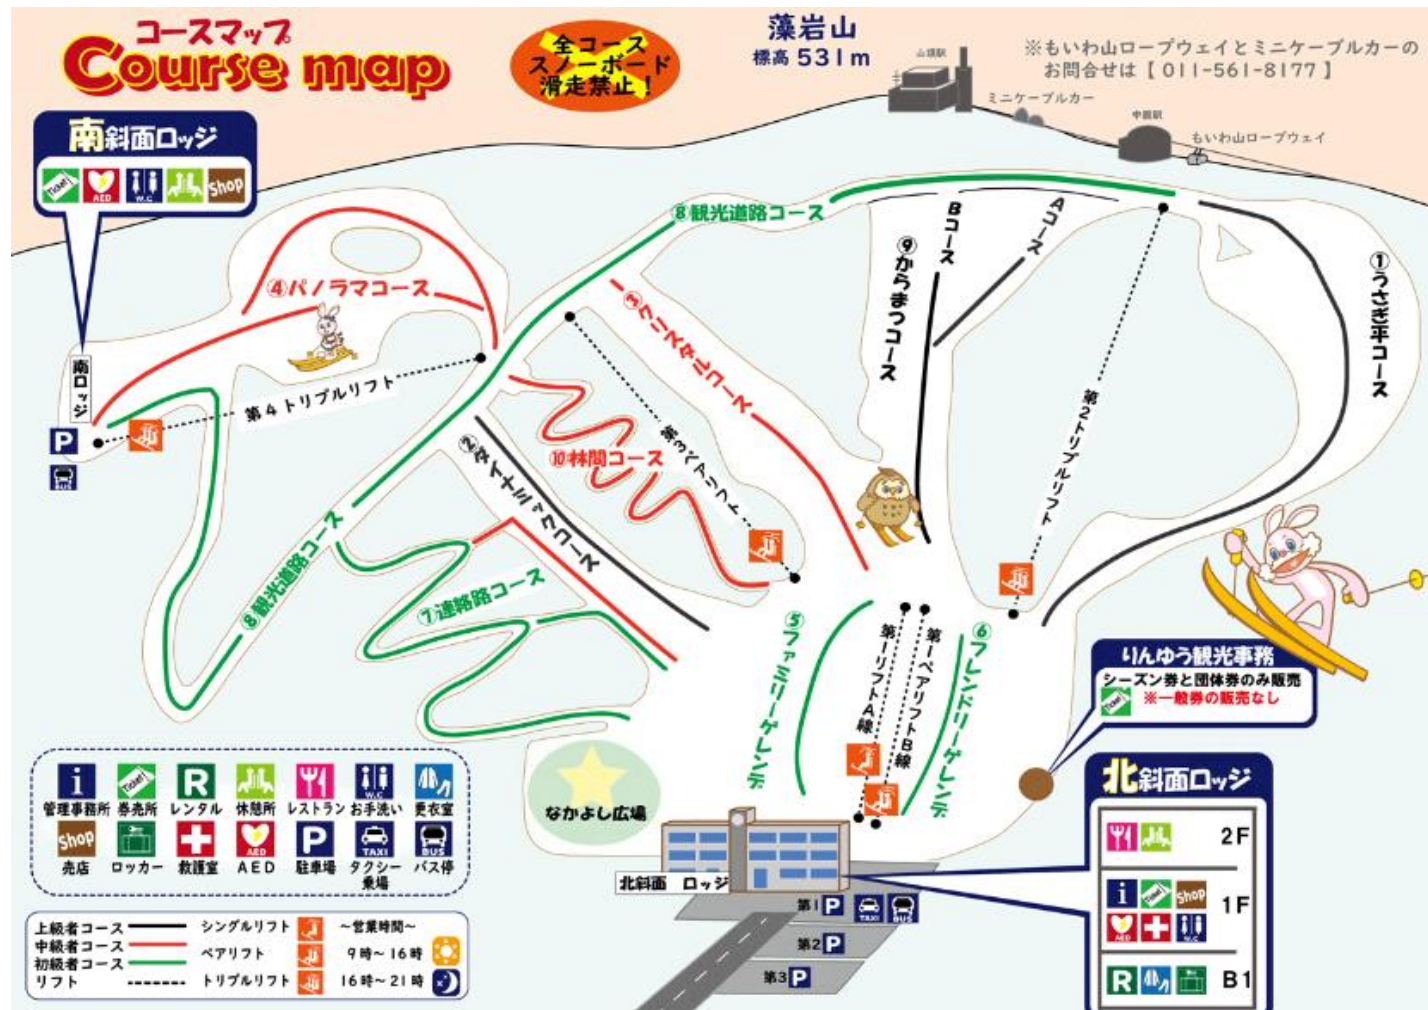 コースマップ
Course map
全コース
スノーボード
滑走禁止!
藻岩山
標高 531m
※もいわ山ロープウェイとミニケーブルカーの
お問合せは【 011-561-8177 】
山頂駅
ミニケーブルカー
中腹駅
もいわ山ロープウェイ
南斜面ロッジ
Ticket
AED
W.C
Shop
⑧観光道路コース
Bコース
Aコース
⑨からまつコース
①うさぎ平コース
④パノラマコース
③クリスタルコース
南ロッジ
P
BUS
第4トリプルリフト
②ダイナミックコース
⑩林間コース
第3ペアリフト
第2トリプルリフト
⑧観光道路コース
⑦連絡路コース
⑤ファミリーゲレンデ
第一リフトA線
第一ペアリフトB線
⑥フレンドリーゲレンデ
りんゆう観光事務
シーズン券と団体券のみ販売
Ticket
※一般券の販売なし
なかよし広場
北斜面 ロッジ
第1 P TAXI BUS
第2 P
第3 P
北斜面ロッジ
2F
i Ticket Shop
1F
AED W.C
R B1
i Ticket R W.C
管理事務所 券売所 レンタル 休憩所 レストラン お手洗い 更衣室
Shop AED P TAXI BUS
売店 ロッカー 救護室 AED 駐車場 タクシー乗場 バス停
上級者コース シングルリフト ～営業時間～
中級者コース ペアリフト 9時～16時
初級者コース
リフト トリプルリフト 16時～21時